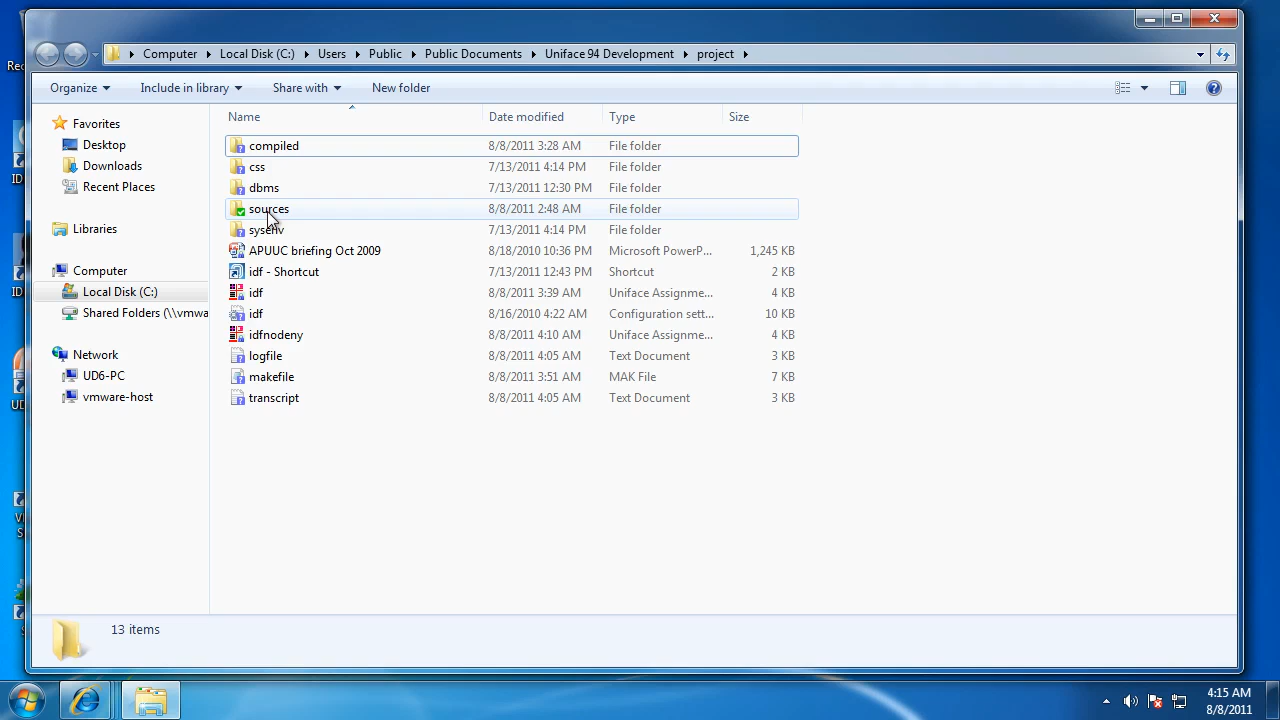 Computer Local Disk (C:) Users Public Public Documents Uniface 94 Development project
Organize Include in library Share with New folder
Name Date modified Type Size
Favorites
Desktop
Downloads
Recent Places
Libraries
Computer
Local Disk (C:)
Shared Folders (\\vmwa
Network
UD6-PC
vmware-host
compiled 8/8/2011 3:28 AM File folder
css 7/13/2011 4:14 PM File folder
dbms 7/13/2011 12:30 PM File folder
sources 8/8/2011 2:48 AM File folder
sysenv 7/13/2011 4:14 PM File folder
APUUC briefing Oct 2009 8/18/2010 10:36 PM Microsoft PowerP... 1,245 KB
idf - Shortcut 7/13/2011 12:43 PM Shortcut 2 KB
idf 8/8/2011 3:39 AM Uniface Assignme... 4 KB
idf 8/16/2010 4:22 AM Configuration sett... 10 KB
idfnodeny 8/8/2011 4:10 AM Uniface Assignme... 4 KB
logfile 8/8/2011 4:05 AM Text Document 3 KB
makefile 8/8/2011 3:51 AM MAK File 7 KB
transcript 8/8/2011 4:05 AM Text Document 3 KB
13 items
4:15 AM
8/8/2011